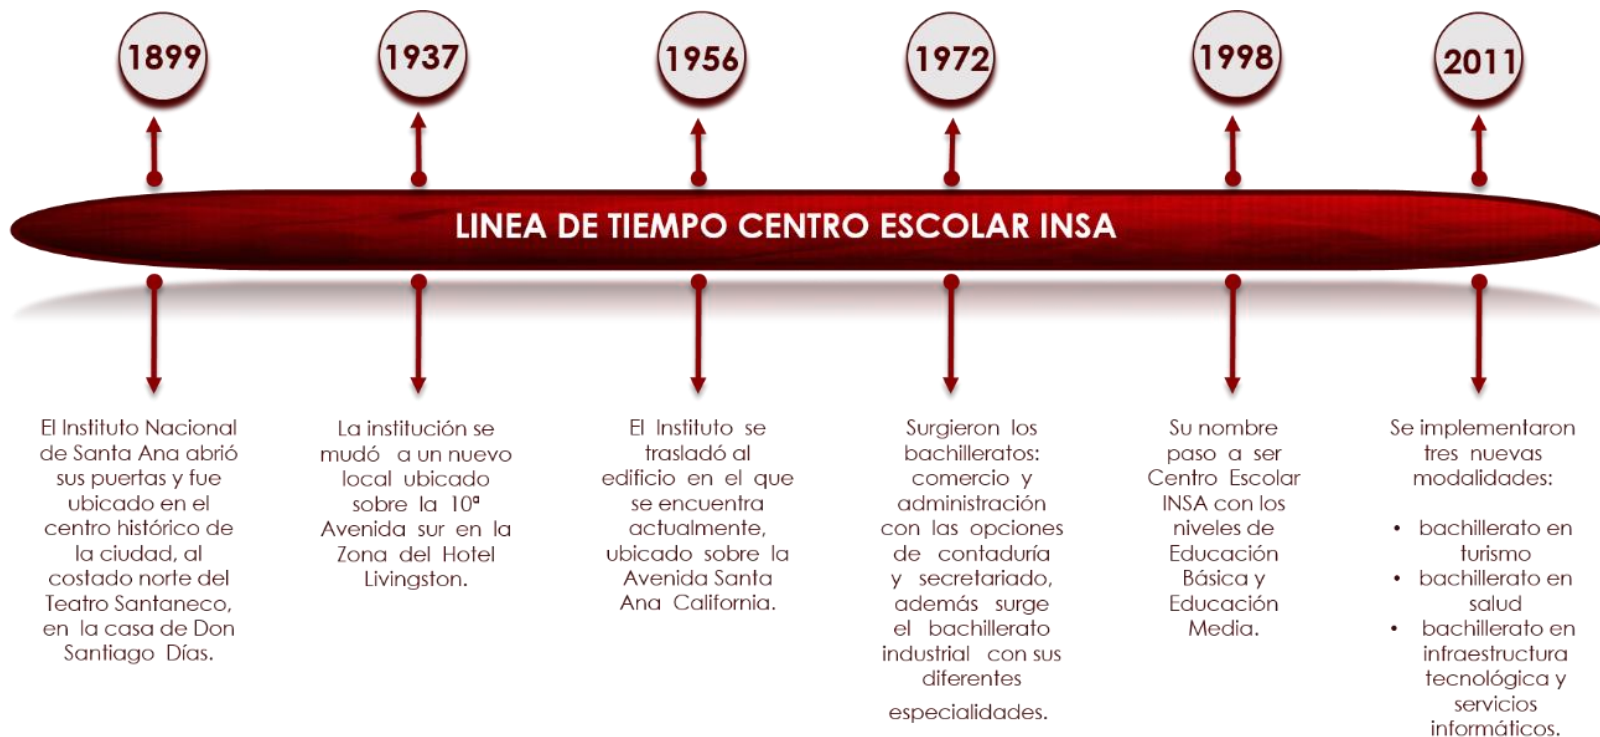 1899
1937
1956
1972
1998
2011
LINEA DE TIEMPO CENTRO ESCOLAR INSA
El Instituto Nacional
de Santa Ana abrió
sus puertas y fue
ubicado en el
centro histórico de
la ciudad, al
costado norte del
Teatro Santaneco,
en la casa de Don
Santiago Días.
La institución se
mudó a un nuevo
local ubicado
sobre la 10ª
Avenida sur en la
Zona del Hotel
Livingston.
El Instituto se
trasladó al
edificio en el que
se encuentra
actualmente,
ubicado sobre la
Avenida Santa
Ana California.
Surgieron los
bachilleratos:
comercio y
administración
con las opciones
de contaduría
y secretariado,
además surge
el bachillerato
industrial con sus
diferentes
especialidades.
Su nombre
paso a ser
Centro Escolar
INSA con los
niveles de
Educación
Básica y
Educación
Media.
Se implementaron
tres nuevas
modalidades:
• bachillerato en
turismo
• bachillerato en
salud
• bachillerato en
infraestructura
tecnológica y
servicios
informáticos.